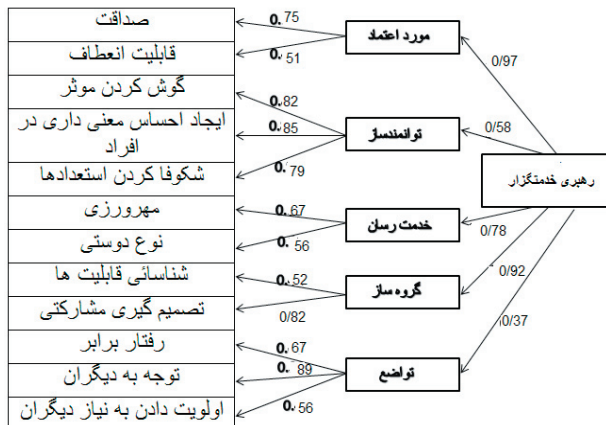 صداقت
0.75
مورد اعتماد
قابلیت انعطاف
0.51
0/97
گوش کردن موثر
0.82
ایجاد احساس معنی داری در
افراد
0.85
توانمندساز
0/58
شکوفا کردن استعدادها
0.79
رهبری خدمتگزار
مهرورزی
0.67
خدمت رسان
0/78
نوع دوستی
0.56
شناسائی قابلیت ها
0.52
گروه ساز
0/92
تصمیم گیری مشارکتی
0/82
رفتار برابر
0.67
0/37
توجه به دیگران
0.89
تواضع
اولویت دادن به نیاز دیگران
0.56